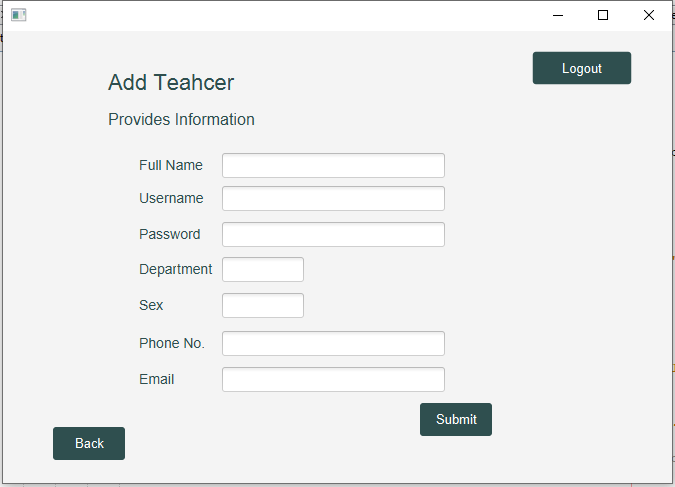 Logout
Add Teahcer
Provides Information
Full Name
Username
Password
Department
Sex
Phone No.
Email
Submit
Back